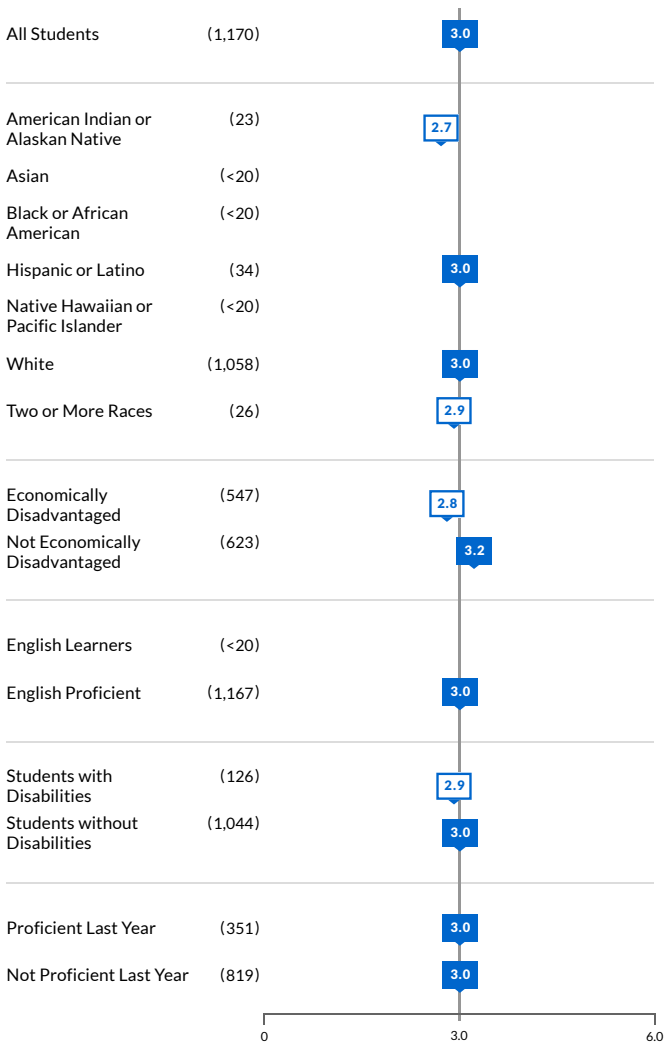 All Students (1,170) 3.0
American Indian or (23) 2.7
Alaskan Native
Asian (<20)
Black or African (<20)
American
Hispanic or Latino (34) 3.0
Native Hawaiian or (<20)
Pacific Islander
White (1,058) 3.0
Two or More Races (26) 2.9
Economically (547) 2.8
Disadvantaged
Not Economically (623) 3.2
Disadvantaged
English Learners (<20)
English Proficient (1,167) 3.0
Students with (126) 2.9
Disabilities
Students without (1,044) 3.0
Disabilities
Proficient Last Year (351) 3.0
Not Proficient Last Year (819) 3.0
0 3.0 6.0